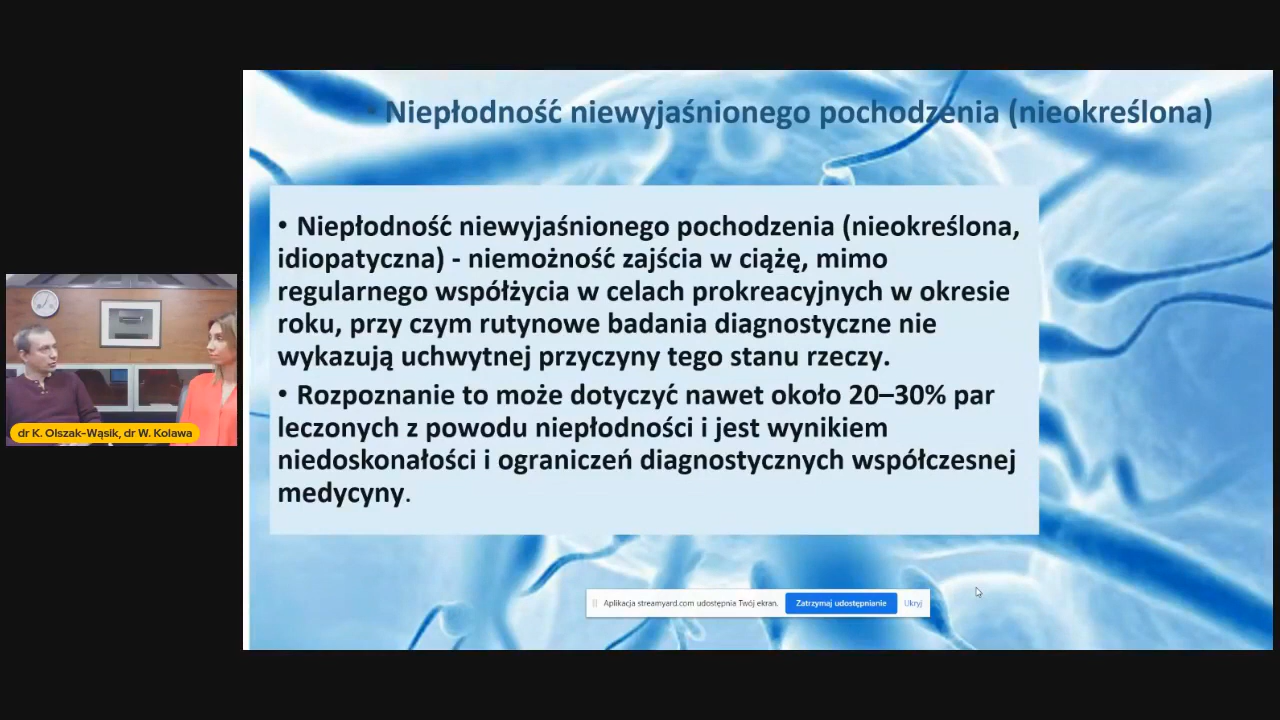 • Niepłodność niewyjaśnionego pochodzenia (nieokreślona)
• Niepłodność niewyjaśnionego pochodzenia (nieokreślona,
idiopatyczna) - niemożność zajścia w ciążę, mimo
regularnego współżycia w celach prokreacyjnych w okresie
roku, przy czym rutynowe badania diagnostyczne nie
wykazują uchwytnej przyczyny tego stanu rzeczy.
• Rozpoznanie to może dotyczyć nawet około 20–30% par
leczonych z powodu niepłodności i jest wynikiem
niedoskonałości i ograniczeń diagnostycznych współczesnej
medycyny.
dr K. Olszak-Wąsik, dr W. Kolawa
Aplikacja streamyard.com udostępnia Twój ekran.
Zatrzymaj udostępnianie
Ukryj